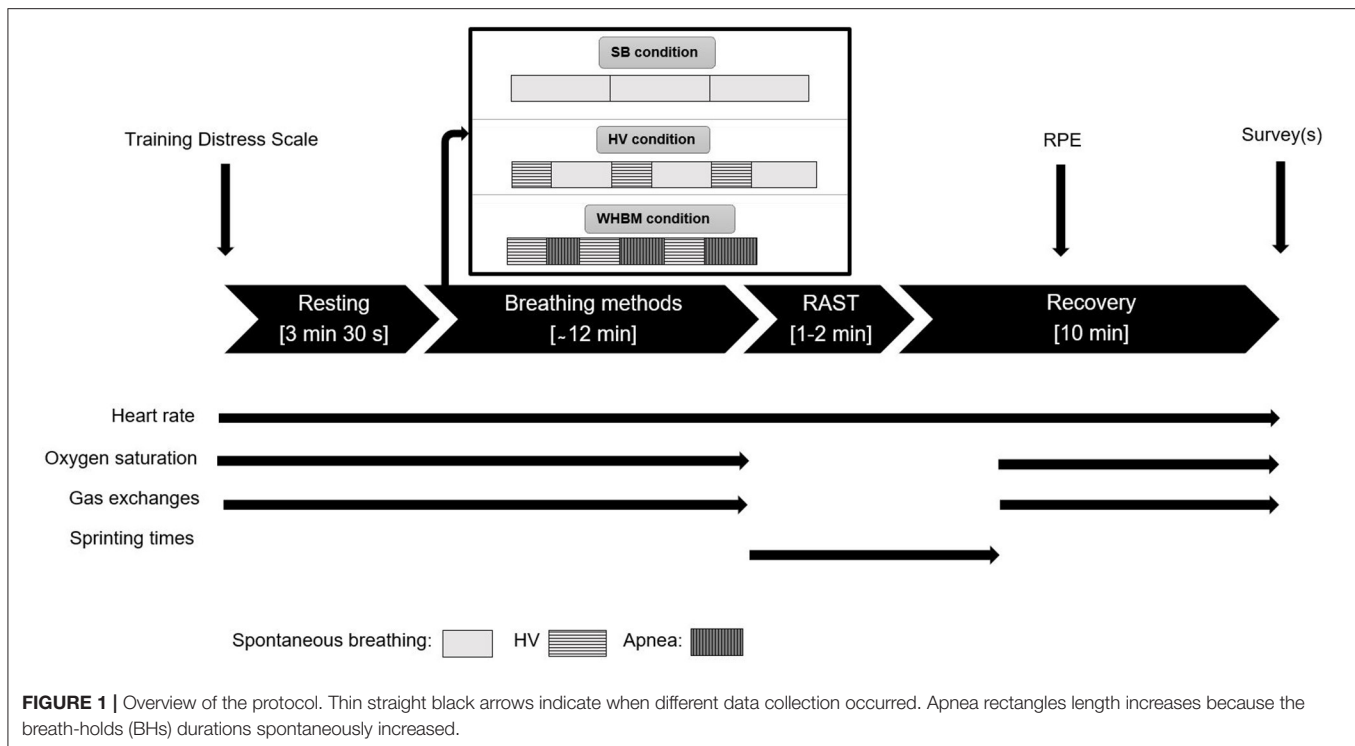 SB condition
HV condition
WHBM condition
Training Distress Scale
RPE
Survey(s)
Resting
[3 min 30 s]
Breathing methods
[~12 min]
RAST
[1-2 min]
Recovery
[10 min]
Heart rate
Oxygen saturation
Gas exchanges
Sprinting times
Spontaneous breathing: HV Apnea:
FIGURE 1 | Overview of the protocol. Thin straight black arrows indicate when different data collection occurred. Apnea rectangles length increases because the
breath-holds (BHs) durations spontaneously increased.